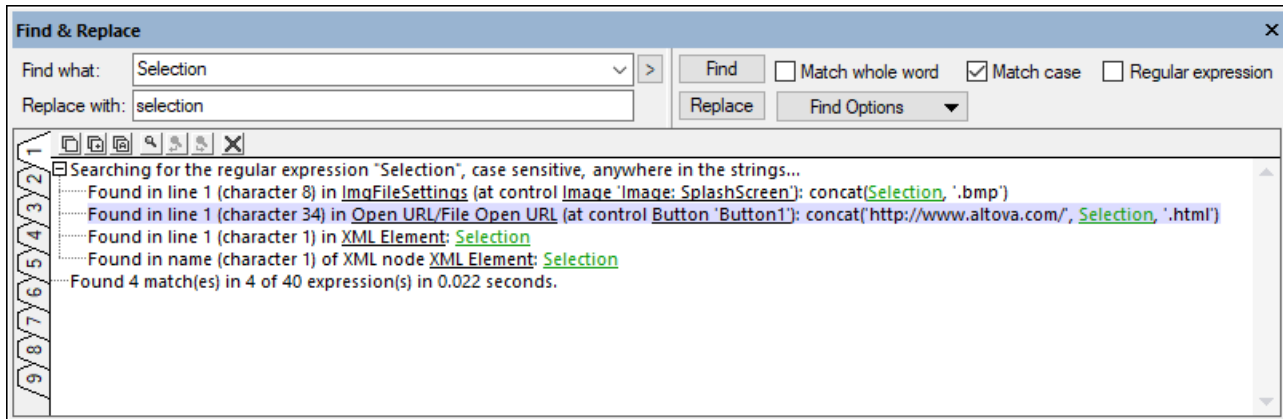 Find & Replace
Find what: Selection > Find Match whole word Match case Regular expression
Replace with: selection Replace Find Options
Searching for the regular expression "Selection", case sensitive, anywhere in the strings...
Found in line 1 (character 8) in ImgFileSettings (at control Image 'Image: SplashScreen'): concat(Selection, '.bmp')
Found in line 1 (character 34) in Open URL/File Open URL (at control Button 'Button1'): concat('http://www.altova.com/', Selection, '.html')
Found in line 1 (character 1) in XML Element: Selection
Found in name (character 1) of XML node XML Element: Selection
Found 4 match(es) in 4 of 40 expression(s) in 0.022 seconds.
1
2
3
4
5
6
7
8
9